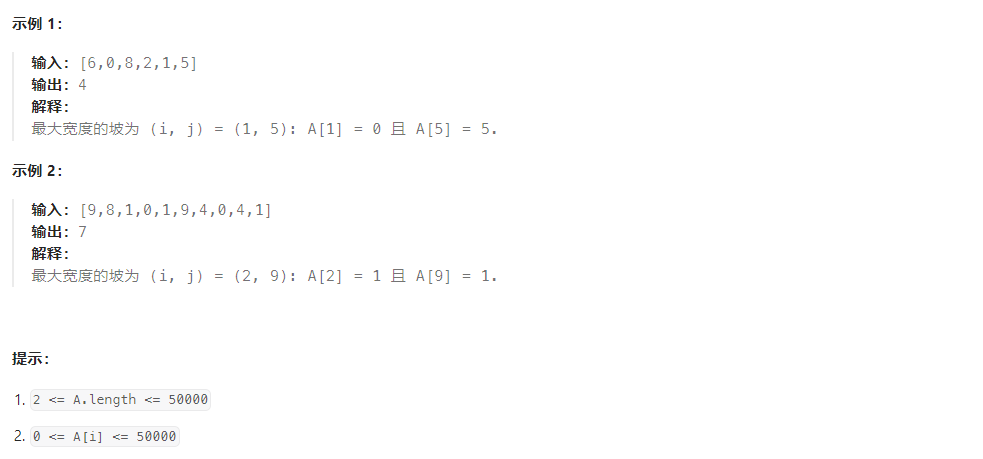 示例 1：
输入：[6,0,8,2,1,5]
输出：4
解释：
最大宽度的坡为 (i, j) = (1, 5): A[1] = 0 且 A[5] = 5.
示例 2：
输入：[9,8,1,0,1,9,4,0,4,1]
输出：7
解释：
最大宽度的坡为 (i, j) = (2, 9): A[2] = 1 且 A[9] = 1.
提示：
1. 2 <= A.length <= 50000
2. 0 <= A[i] <= 50000